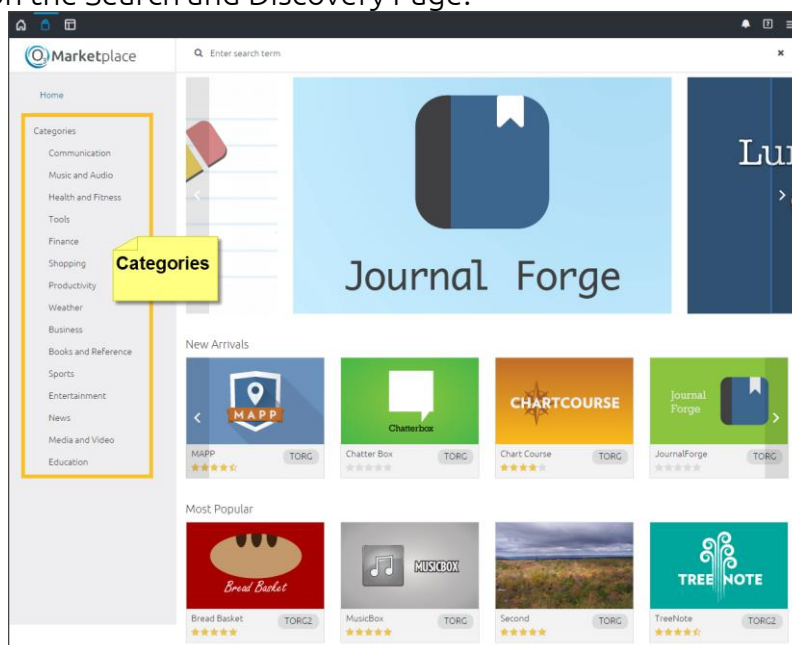 on the Search and Discovery Page.
O3 Marketplace
Enter search term
Home
Categories
Communication
Music and Audio
Health and Fitness
Tools
Finance
Shopping
Productivity
Weather
Business
Books and Reference
Sports
Entertainment
News
Media and Video
Education
Categories
Journal Forge
New Arrivals
MAPP
Chatterbox
CHARTCOURSE
Journal
Forge
MAPP TORG
Chatter Box TORG
Chart Course TORG
JournalForge TORG
Most Popular
Bread Basket
MUSICBOX
TREE NOTE
Bread Basket TORG2
MusicBox TORG
Second TORG
TreeNote TORG2